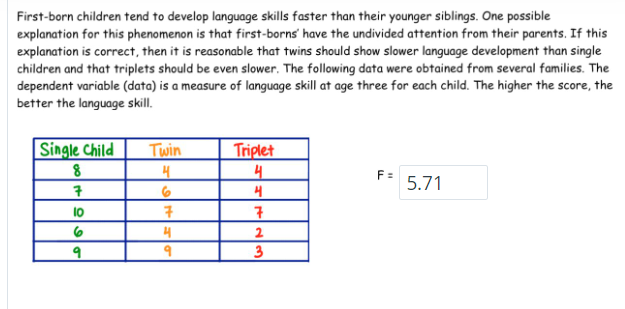 First-born children tend to develop language skills faster than their younger siblings. One possible
explanation for this phenomenon is that first-borns' have the undivided attention from their parents. If this
explanation is correct, then it is reasonable that twins should show slower language development than single
children and that triplets should be even slower. The following data were obtained from several families. The
dependent variable (data) is a measure of language skill at age three for each child. The higher the score, the
better the language skill.
Single Child Twin Triplet
8 4 4
7 6 4
10 7 7
6 4 2
9 9 3
F = 5.71